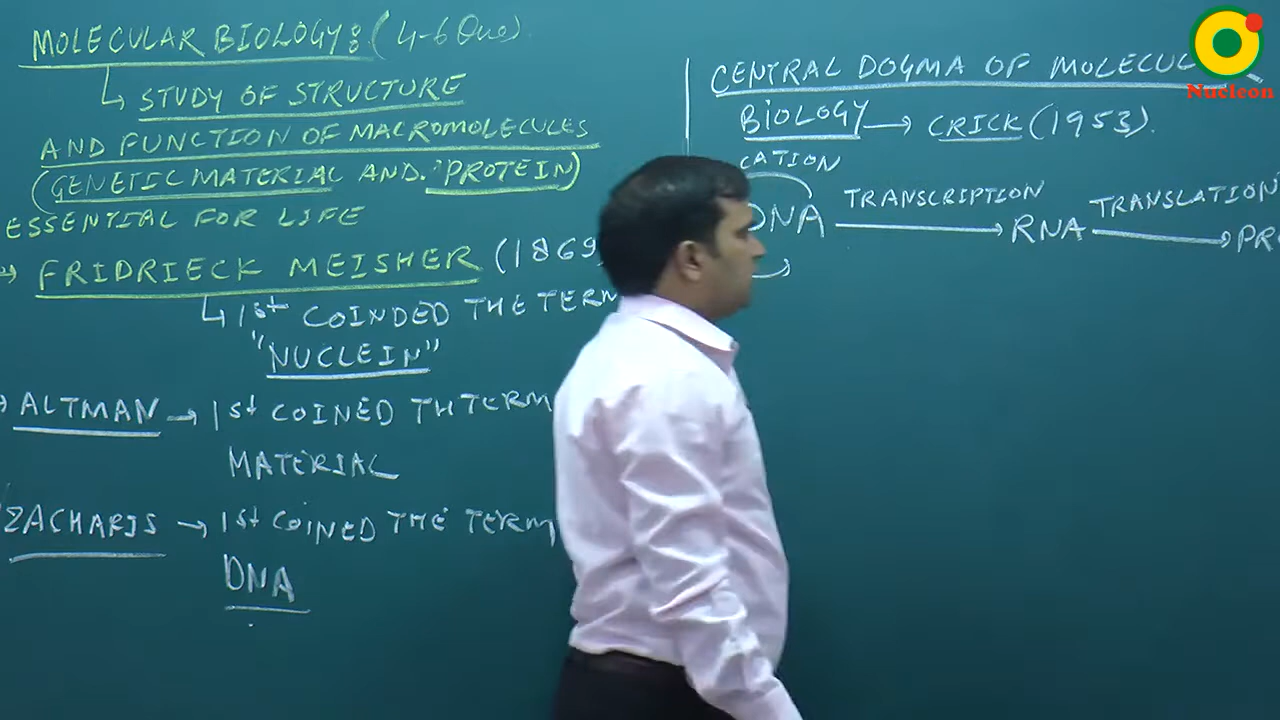 MOLECULAR BIOLOGY: (4-6 Que).
STUDY OF STRUCTURE
AND FUNCTION OF MACROMOLECULES
(GENETIC MATERIAL AND. PROTEIN)
ESSENTIAL FOR LIFE
FRIDRIECK MEISHER (1869
1st COINDED THE TERM
"NUCLEIN"
ALTMAN → 1st COINED TH TERM
MATERIAL
ZACHARIS → 1st COINED THE TERM
DNA
CENTRAL DOGMA OF MOLECUL
BIOLOGY → CRICK (1953).
CATION
DNA TRANSCRIPTION → RNA TRANSLATION → PR
Nucleon